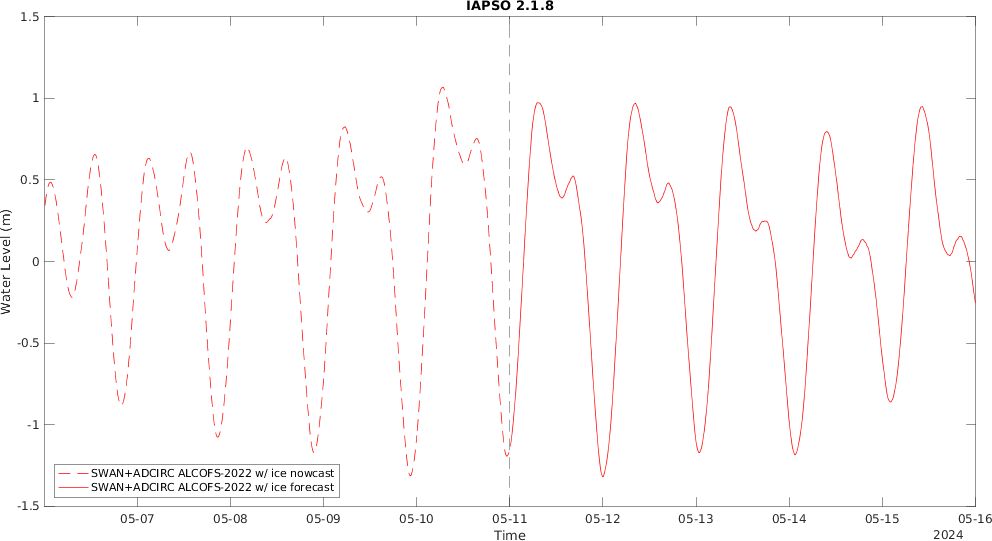 IAPSO 2.1.8
1.5
1
0.5
0
-0.5
-1
-1.5
Water Level (m)
SWAN+ADCIRC ALCOFS-2022 w/ ice nowcast
SWAN+ADCIRC ALCOFS-2022 w/ ice forecast
05-07 05-08 05-09 05-10 05-11 05-12 05-13 05-14 05-15 05-16
Time
2024